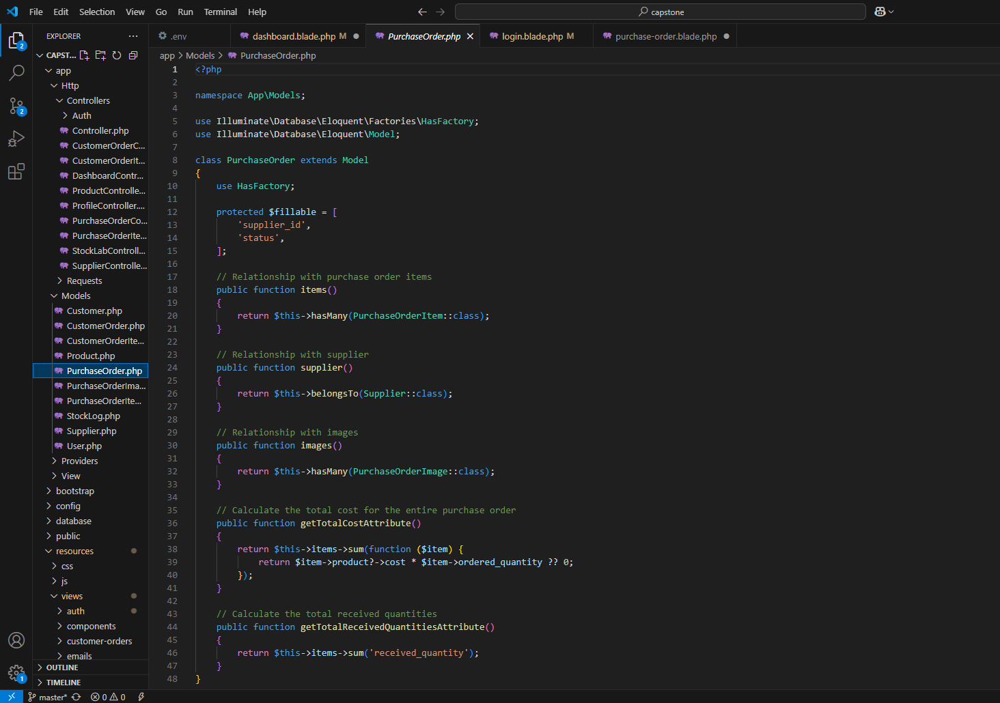 File Edit Selection View Go Run Terminal Help
capstone
EXPLORER
CAPST...
app
Http
Controllers
Auth
Controller.php
CustomerOrderC...
CustomerOrderIt...
DashboardContr...
ProductControlle...
ProfileController....
PurchaseOrderCo...
PurchaseOrderIte...
StockLabControll...
SupplierControlle...
Requests
Models
Customer.php
CustomerOrder.php
CustomerOrderIte...
Product.php
PurchaseOrder.php
PurchaseOrderIma...
PurchaseOrderIte...
StockLog.php
Supplier.php
User.php
Providers
View
bootstrap
config
database
public
resources
css
js
views
auth
components
customer-orders
emails
OUTLINE
TIMELINE
2
2
1
.env
dashboard.blade.php M
PurchaseOrder.php
login.blade.php M
purchase-order.blade.php
app > Models > PurchaseOrder.php
1 <?php
2
3 namespace App\Models;
4
5 use Illuminate\Database\Eloquent\Factories\HasFactory;
6 use Illuminate\Database\Eloquent\Model;
7
8 class PurchaseOrder extends Model
9 {
10 use HasFactory;
11
12 protected $fillable = [
13 'supplier_id',
14 'status',
15 ];
16
17 // Relationship with purchase order items
18 public function items()
19 {
20 return $this->hasMany(PurchaseOrderItem::class);
21 }
22
23 // Relationship with supplier
24 public function supplier()
25 {
26 return $this->belongsTo(Supplier::class);
27 }
28
29 // Relationship with images
30 public function images()
31 {
32 return $this->hasMany(PurchaseOrderImage::class);
33 }
34
35 // Calculate the total cost for the entire purchase order
36 public function getTotalCostAttribute()
37 {
38 return $this->items->sum(function ($item) {
39 return $item->product?->cost * $item->ordered_quantity ?? 0;
40 });
41 }
42
43 // Calculate the total received quantities
44 public function getTotalReceivedQuantitiesAttribute()
45 {
46 return $this->items->sum('received_quantity');
47 }
48 }
master* 0 0